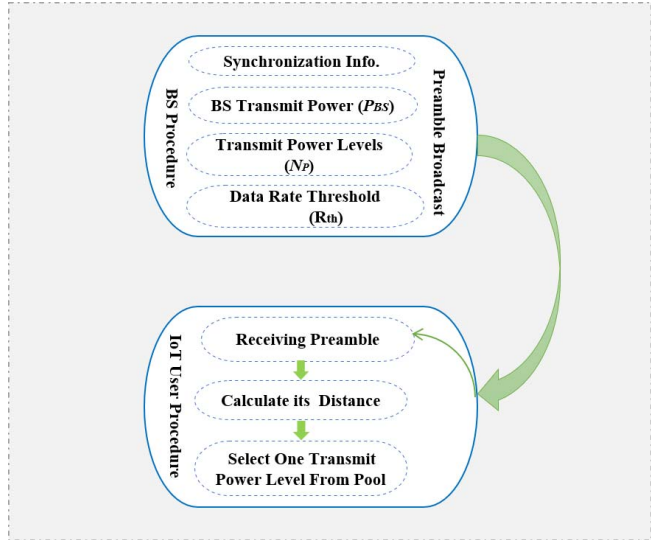 BS Procedure
Synchronization Info.
BS Transmit Power (PBS)
Transmit Power Levels
(NP)
Data Rate Threshold
(Rth)
Preamble Broadcast
IoT User Procedure
Receiving Preamble
Calculate its Distance
Select One Transmit
Power Level From Pool